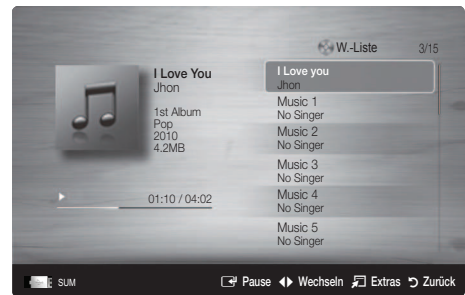 W.-Liste 3/15
I Love You
Jhon
1st Album
Pop
2010
4.2MB
01:10 / 04:02
I Love you
Jhon
Music 1
No Singer
Music 2
No Singer
Music 3
No Singer
Music 4
No Singer
Music 5
No Singer
SUM Pause Wechseln Extras Zurück